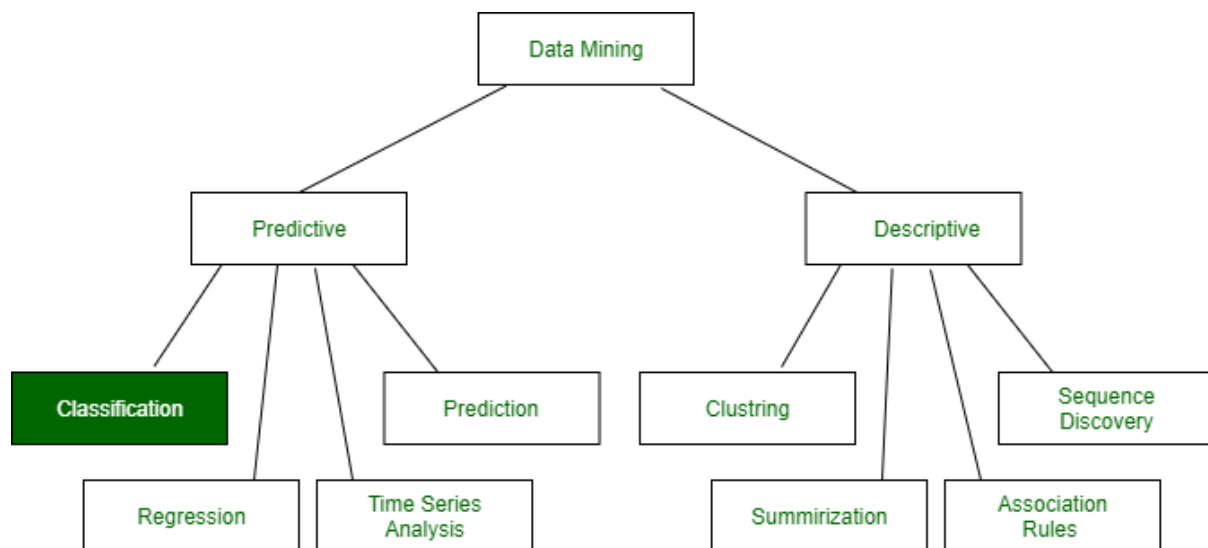 Data Mining
Predictive
Descriptive
Classification
Prediction
Clustring
Sequence
Discovery
Regression
Time Series
Analysis
Summirization
Association
Rules